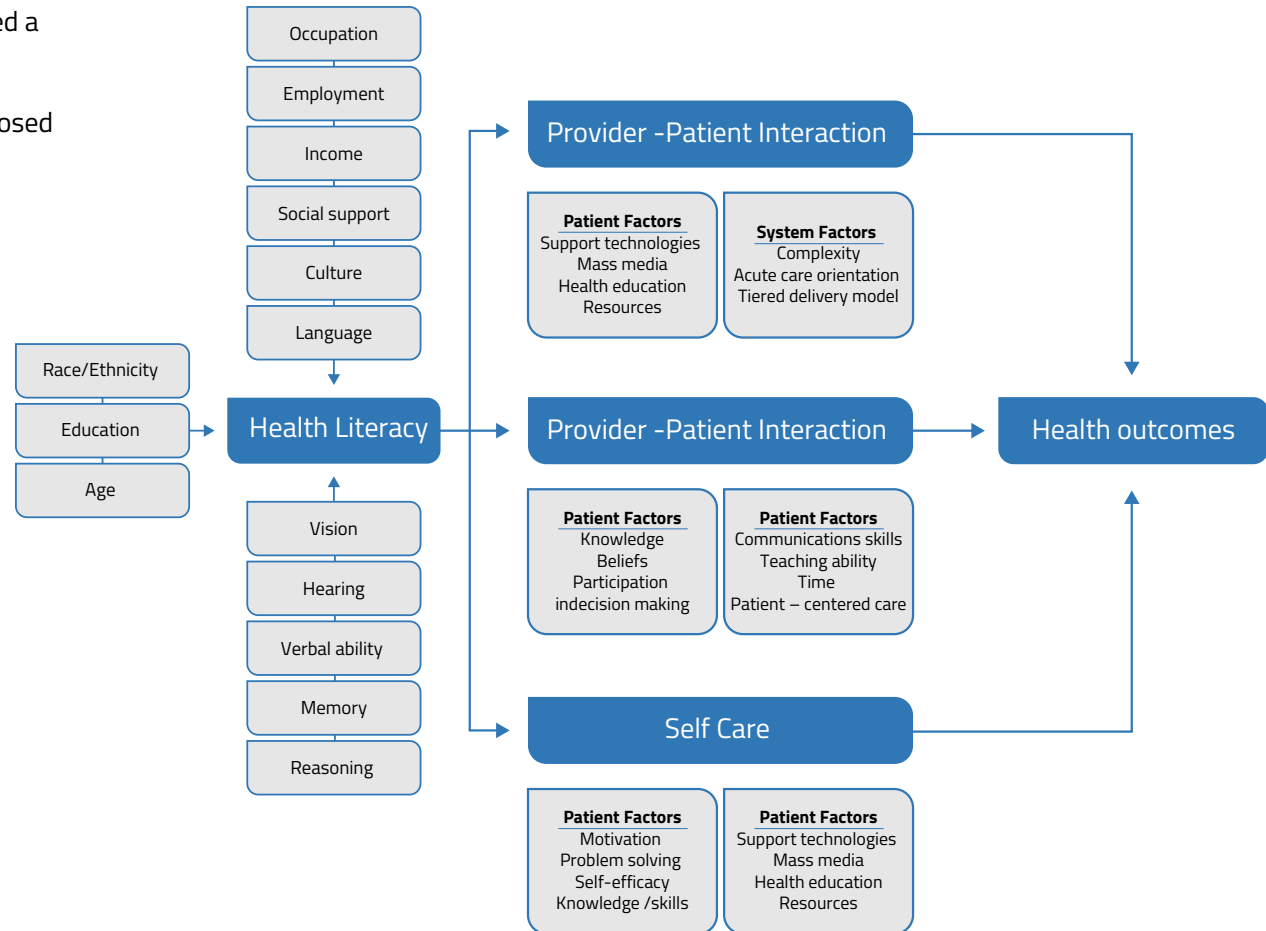 ed a
osed
Occupation
Employment
Income
Social support
Culture
Language
Race/Ethnicity
Education
Age
Health Literacy
Vision
Hearing
Verbal ability
Memory
Reasoning
Provider -Patient Interaction
Patient Factors
Support technologies
Mass media
Health education
Resources
System Factors
Complexity
Acute care orientation
Tiered delivery model
Provider -Patient Interaction
Patient Factors
Knowledge
Beliefs
Participation
indecision making
Patient Factors
Communications skills
Teaching ability
Time
Patient – centered care
Self Care
Patient Factors
Motivation
Problem solving
Self-efficacy
Knowledge /skills
Patient Factors
Support technologies
Mass media
Health education
Resources
Health outcomes